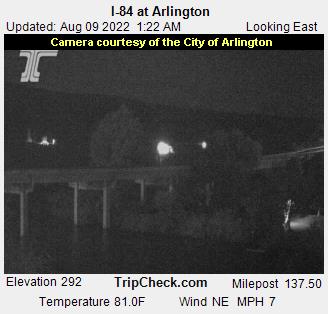 I-84 at Arlington
Updated: Aug 09 2022 1:22 AM Looking East
Camera courtesy of the City of Arlington
Elevation 292 TripCheck.com Milepost 137.50
Temperature 81.0F Wind NE MPH 7